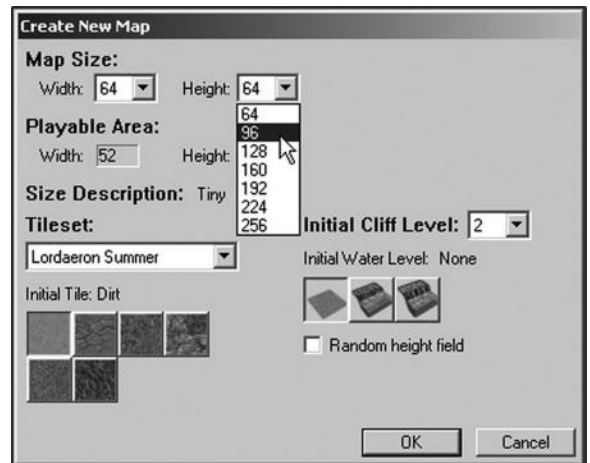 Create New Map
Map Size:
Width: 64 Height: 64
64
Playable Area:
96
Width: 52 Height: 128
160
Size Description: Tiny 192
224
Tileset: 256 Initial Cliff Level: 2
Lordaeron Summer Initial Water Level: None
Initial Tile: Dirt
Random height field
OK Cancel